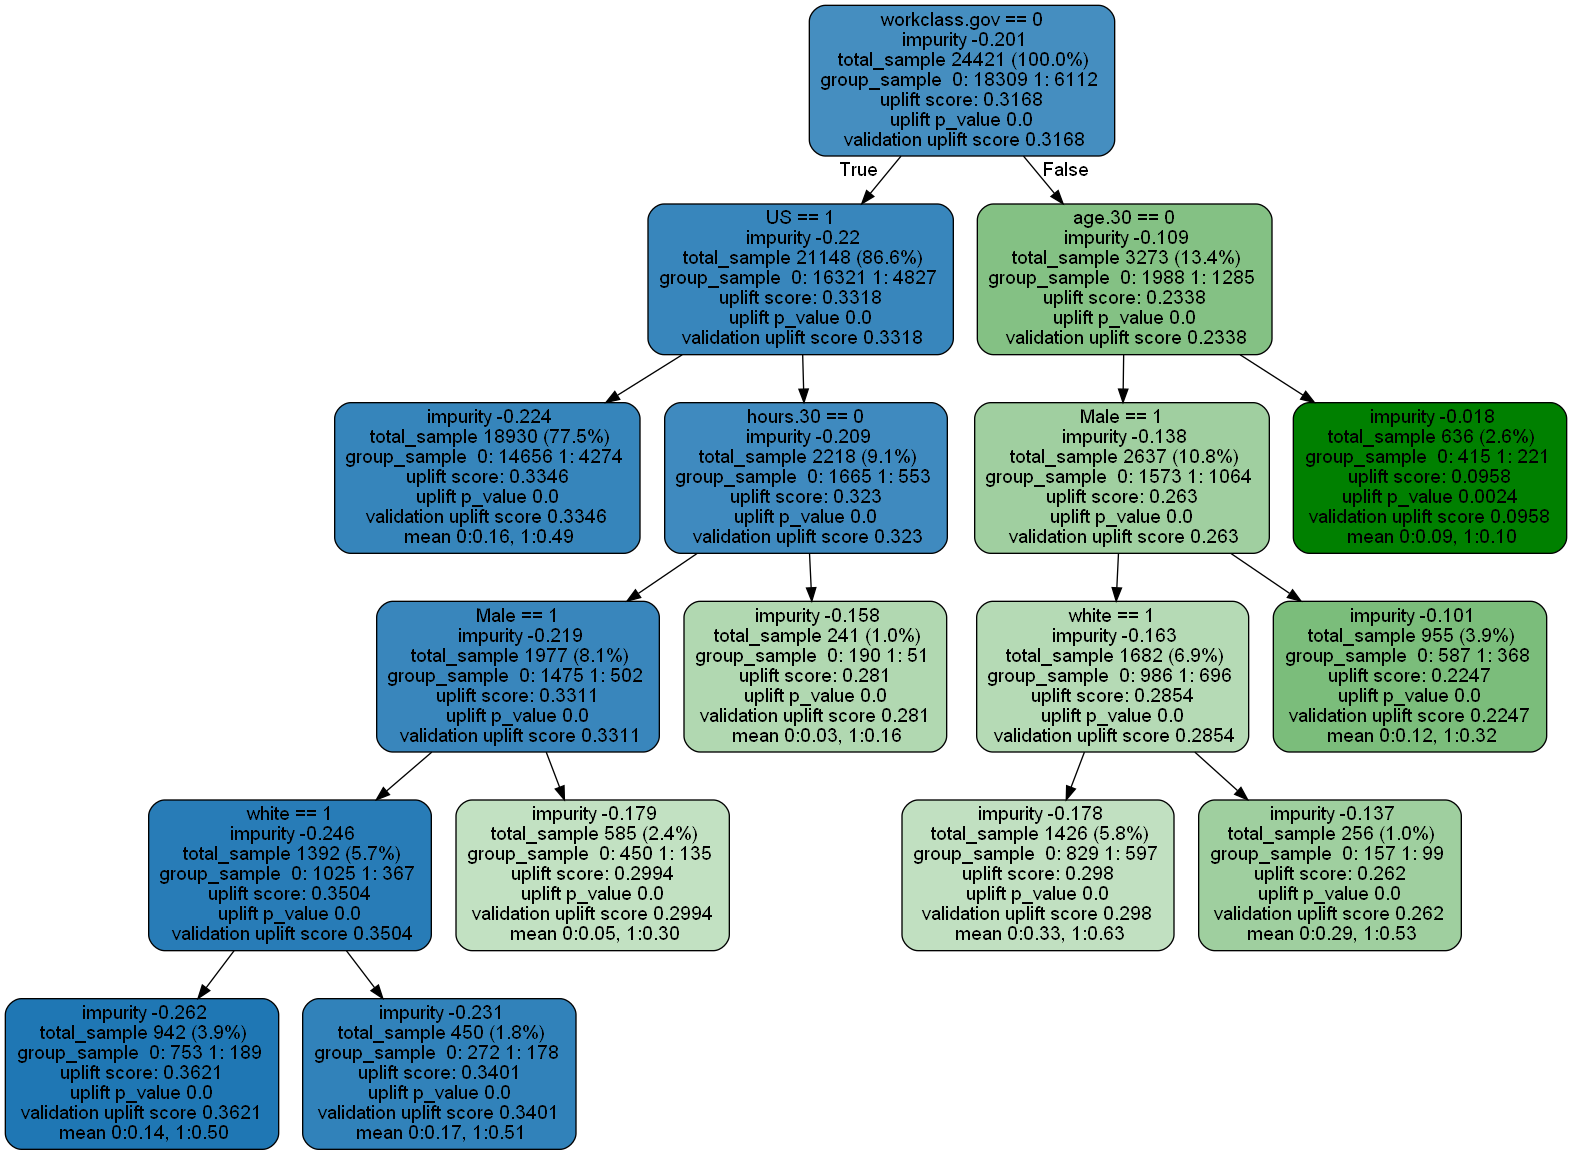 workclass.gov == 0
impurity -0.201
total_sample 24421 (100.0%)
group_sample  0: 18309 1: 6112
uplift score: 0.3168
uplift p_value 0.0
validation uplift score 0.3168
True
False
US == 1
impurity -0.22
total_sample 21148 (86.6%)
group_sample  0: 16321 1: 4827
uplift score: 0.3318
uplift p_value 0.0
validation uplift score 0.3318
age.30 == 0
impurity -0.109
total_sample 3273 (13.4%)
group_sample  0: 1988 1: 1285
uplift score: 0.2338
uplift p_value 0.0
validation uplift score 0.2338
impurity -0.224
total_sample 18930 (77.5%)
group_sample  0: 14656 1: 4274
uplift score: 0.3346
uplift p_value 0.0
validation uplift score 0.3346
mean 0:0.16, 1:0.49
hours.30 == 0
impurity -0.209
total_sample 2218 (9.1%)
group_sample  0: 1665 1: 553
uplift score: 0.323
uplift p_value 0.0
validation uplift score 0.323
Male == 1
impurity -0.138
total_sample 2637 (10.8%)
group_sample  0: 1573 1: 1064
uplift score: 0.263
uplift p_value 0.0
validation uplift score 0.263
impurity -0.018
total_sample 636 (2.6%)
group_sample  0: 415 1: 221
uplift score: 0.0958
uplift p_value 0.0024
validation uplift score 0.0958
mean 0:0.09, 1:0.10
Male == 1
impurity -0.219
total_sample 1977 (8.1%)
group_sample  0: 1475 1: 502
uplift score: 0.3311
uplift p_value 0.0
validation uplift score 0.3311
impurity -0.158
total_sample 241 (1.0%)
group_sample  0: 190 1: 51
uplift score: 0.281
uplift p_value 0.0
validation uplift score 0.281
mean 0:0.03, 1:0.16
white == 1
impurity -0.163
total_sample 1682 (6.9%)
group_sample  0: 986 1: 696
uplift score: 0.2854
uplift p_value 0.0
validation uplift score 0.2854
impurity -0.101
total_sample 955 (3.9%)
group_sample  0: 587 1: 368
uplift score: 0.2247
uplift p_value 0.0
validation uplift score 0.2247
mean 0:0.12, 1:0.32
white == 1
impurity -0.246
total_sample 1392 (5.7%)
group_sample  0: 1025 1: 367
uplift score: 0.3504
uplift p_value 0.0
validation uplift score 0.3504
impurity -0.179
total_sample 585 (2.4%)
group_sample  0: 450 1: 135
uplift score: 0.2994
uplift p_value 0.0
validation uplift score 0.2994
mean 0:0.05, 1:0.30
impurity -0.178
total_sample 1426 (5.8%)
group_sample  0: 829 1: 597
uplift score: 0.298
uplift p_value 0.0
validation uplift score 0.298
mean 0:0.33, 1:0.63
impurity -0.137
total_sample 256 (1.0%)
group_sample  0: 157 1: 99
uplift score: 0.262
uplift p_value 0.0
validation uplift score 0.262
mean 0:0.29, 1:0.53
impurity -0.262
total_sample 942 (3.9%)
group_sample  0: 753 1: 189
uplift score: 0.3621
uplift p_value 0.0
validation uplift score 0.3621
mean 0:0.14, 1:0.50
impurity -0.231
total_sample 450 (1.8%)
group_sample  0: 272 1: 178
uplift score: 0.3401
uplift p_value 0.0
validation uplift score 0.3401
mean 0:0.17, 1:0.51